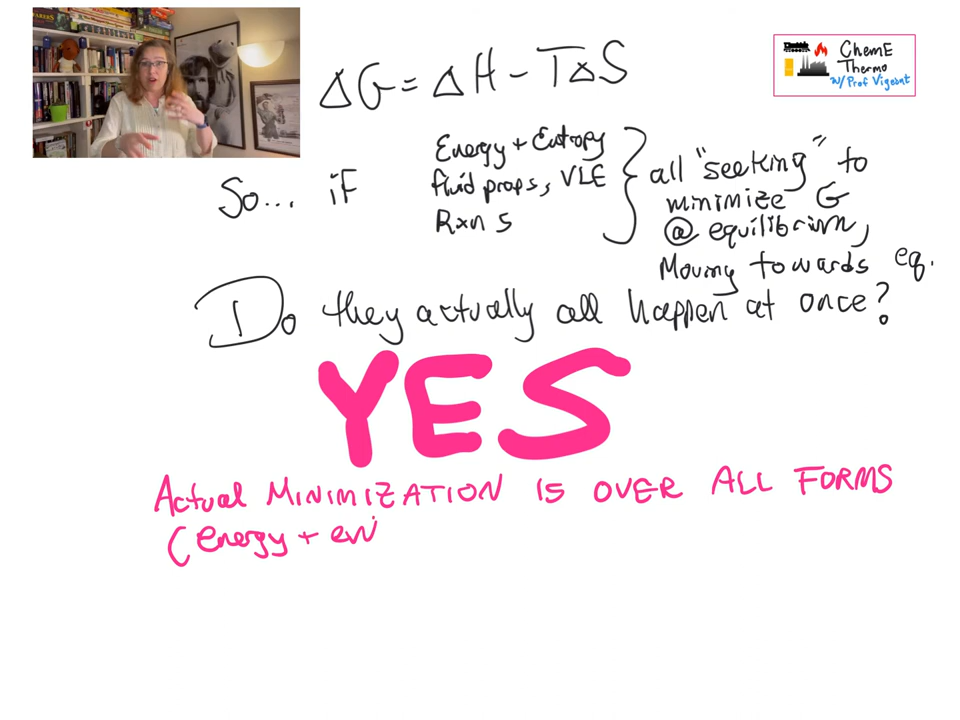 ΔG = ΔH - TΔS
ChemE
Thermo
w/ Prof Vigeant
So... if
Energy + Entropy
fluid props, VLE
Rxns
all "seeking" to
minimize G
@ equilibrium,
Moving towards eq.
Do they actually all happen at once?
YES
Actual MINIMIZATION IS OVER ALL FORMS
(energy +